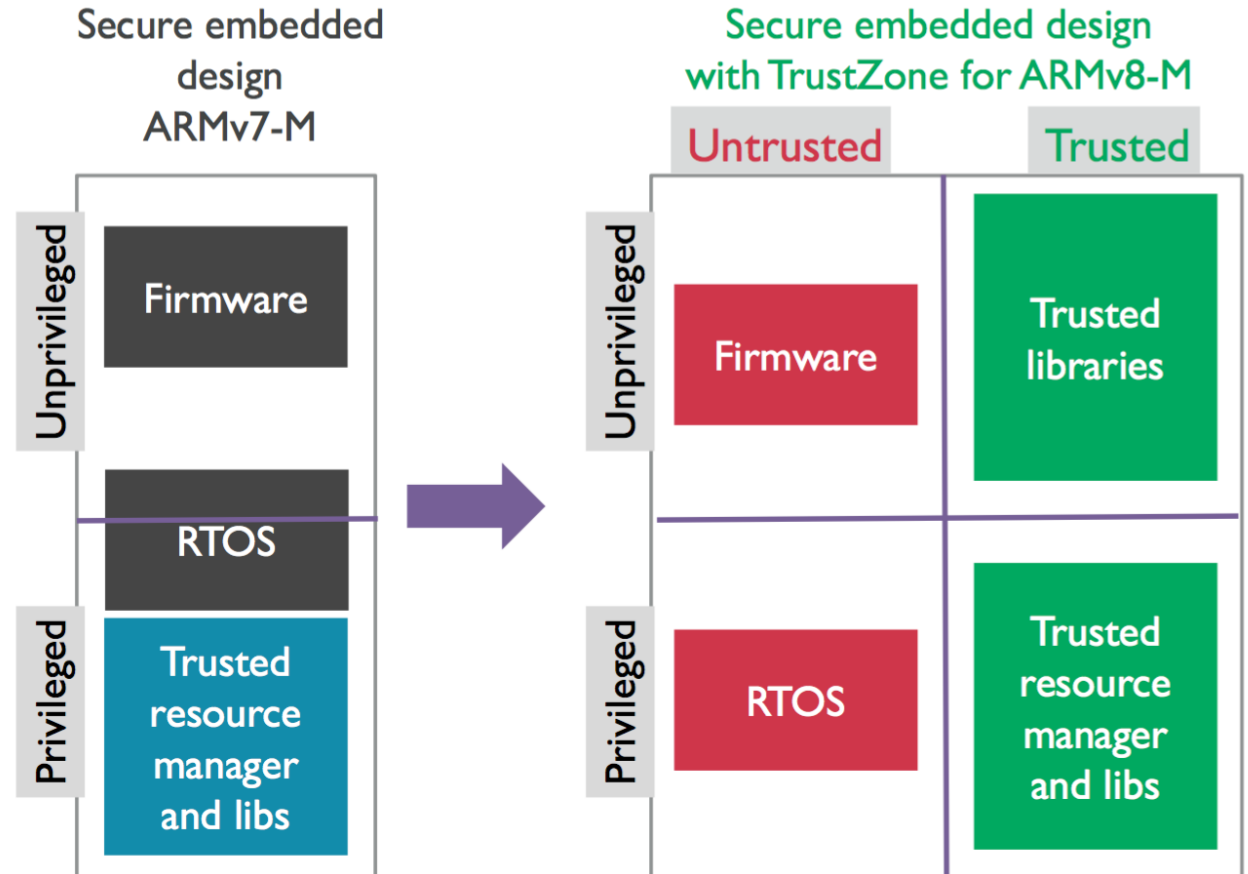 Secure embedded
design
ARMv7-M
Unprivileged
Firmware
RTOS
Privileged
Trusted
resource
manager
and libs
Secure embedded design
with TrustZone for ARMv8-M
Untrusted
Trusted
Unprivileged
Firmware
Trusted
libraries
Privileged
RTOS
Trusted
resource
manager
and libs